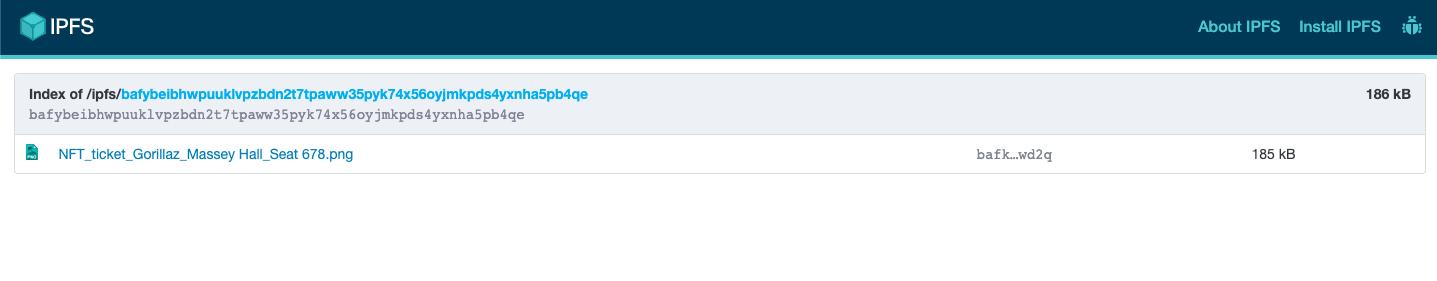 IPFS
About IPFS Install IPFS
Index of /ipfs/bafybeibhwpuuklvpzbdn2t7tpaww35pyk74x56oyjmkpds4yxnha5pb4qe 186 kB
bafybeibhwpuuklvpzbdn2t7tpaww35pyk74x56oyjmkpds4yxnha5pb4qe
PNG
NFT_ticket_Gorillaz_Massey Hall_Seat 678.png bafk…wd2q 185 kB